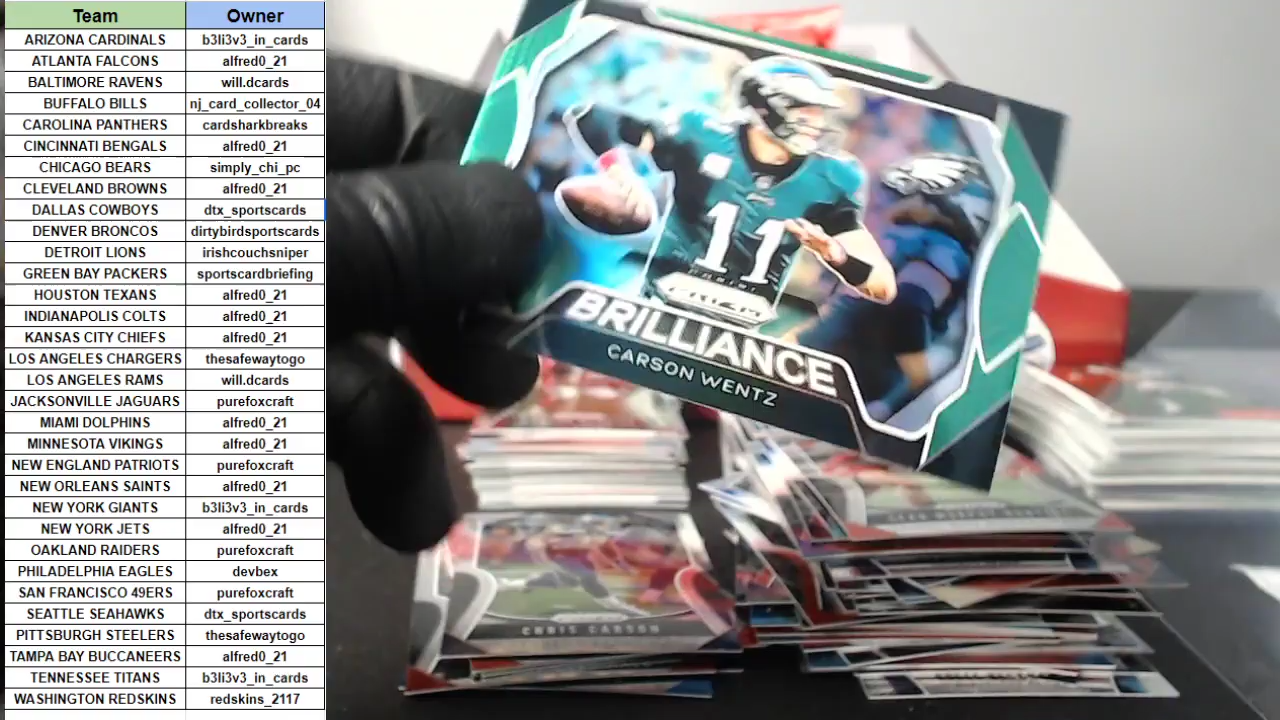 Team Owner
ARIZONA CARDINALS b3li3v3_in_cards
ATLANTA FALCONS alfred0_21
BALTIMORE RAVENS will.dcards
BUFFALO BILLS nj_card_collector_04
CAROLINA PANTHERS cardsharkbreaks
CINCINNATI BENGALS alfred0_21
CHICAGO BEARS simply_chi_pc
CLEVELAND BROWNS alfred0_21
DALLAS COWBOYS dtx_sportscards
DENVER BRONCOS dirtybirdsportscards
DETROIT LIONS irishcouchsniper
GREEN BAY PACKERS sportscardbriefing
HOUSTON TEXANS alfred0_21
INDIANAPOLIS COLTS alfred0_21
KANSAS CITY CHIEFS alfred0_21
LOS ANGELES CHARGERS thesafewaytogo
LOS ANGELES RAMS will.dcards
JACKSONVILLE JAGUARS purefoxcraft
MIAMI DOLPHINS alfred0_21
MINNESOTA VIKINGS alfred0_21
NEW ENGLAND PATRIOTS purefoxcraft
NEW ORLEANS SAINTS alfred0_21
NEW YORK GIANTS b3li3v3_in_cards
NEW YORK JETS alfred0_21
OAKLAND RAIDERS purefoxcraft
PHILADELPHIA EAGLES devbex
SAN FRANCISCO 49ERS purefoxcraft
SEATTLE SEAHAWKS dtx_sportscards
PITTSBURGH STEELERS thesafewaytogo
TAMPA BAY BUCCANEERS alfred0_21
TENNESSEE TITANS b3li3v3_in_cards
WASHINGTON REDSKINS redskins_2117
11
PANINI
PRIZM
BRILLIANCE
CARSON WENTZ
CHRIS CARSON